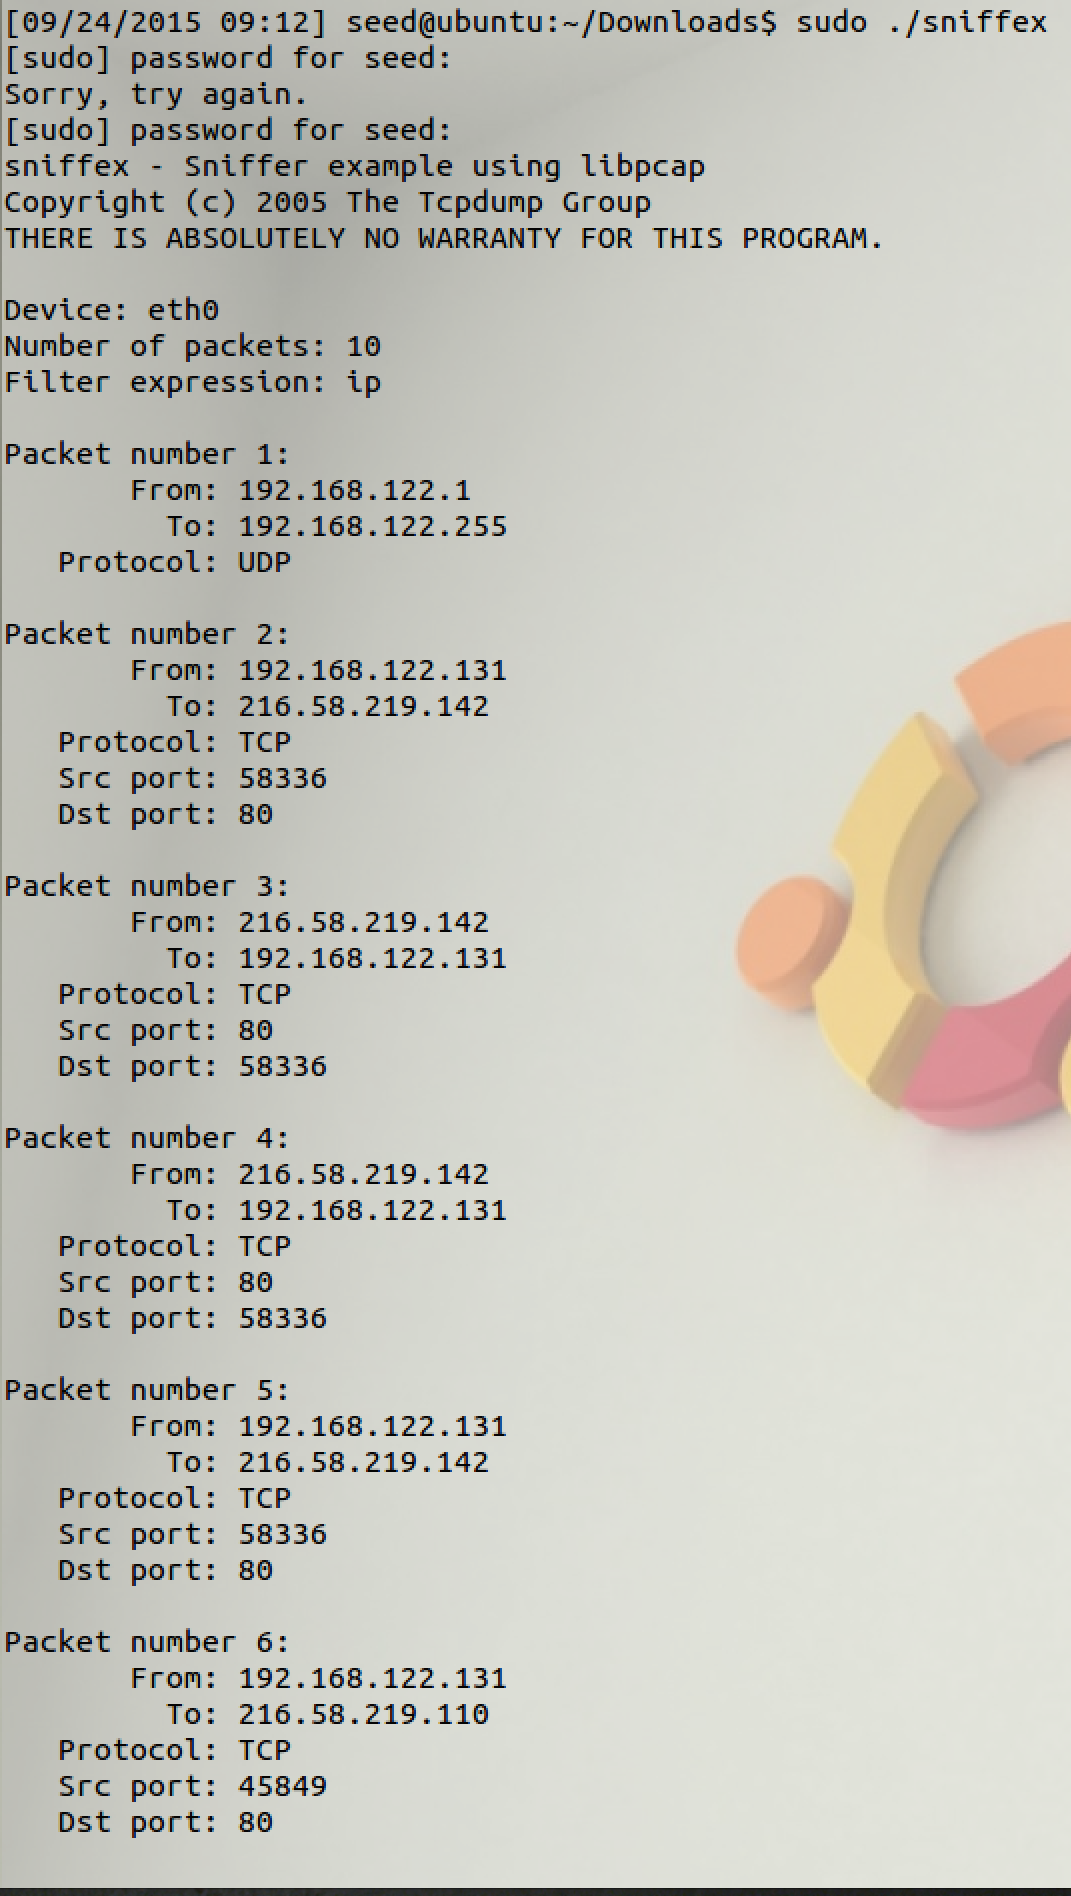 [09/24/2015 09:12] seed@ubuntu:~/Downloads$ sudo ./sniffex
[sudo] password for seed:
Sorry, try again.
[sudo] password for seed:
sniffex - Sniffer example using libpcap
Copyright (c) 2005 The Tcpdump Group
THERE IS ABSOLUTELY NO WARRANTY FOR THIS PROGRAM.

Device: eth0
Number of packets: 10
Filter expression: ip

Packet number 1:
       From: 192.168.122.1
         To: 192.168.122.255
   Protocol: UDP

Packet number 2:
       From: 192.168.122.131
         To: 216.58.219.142
   Protocol: TCP
   Src port: 58336
   Dst port: 80

Packet number 3:
       From: 216.58.219.142
         To: 192.168.122.131
   Protocol: TCP
   Src port: 80
   Dst port: 58336

Packet number 4:
       From: 216.58.219.142
         To: 192.168.122.131
   Protocol: TCP
   Src port: 80
   Dst port: 58336

Packet number 5:
       From: 192.168.122.131
         To: 216.58.219.142
   Protocol: TCP
   Src port: 58336
   Dst port: 80

Packet number 6:
       From: 192.168.122.131
         To: 216.58.219.110
   Protocol: TCP
   Src port: 45849
   Dst port: 80